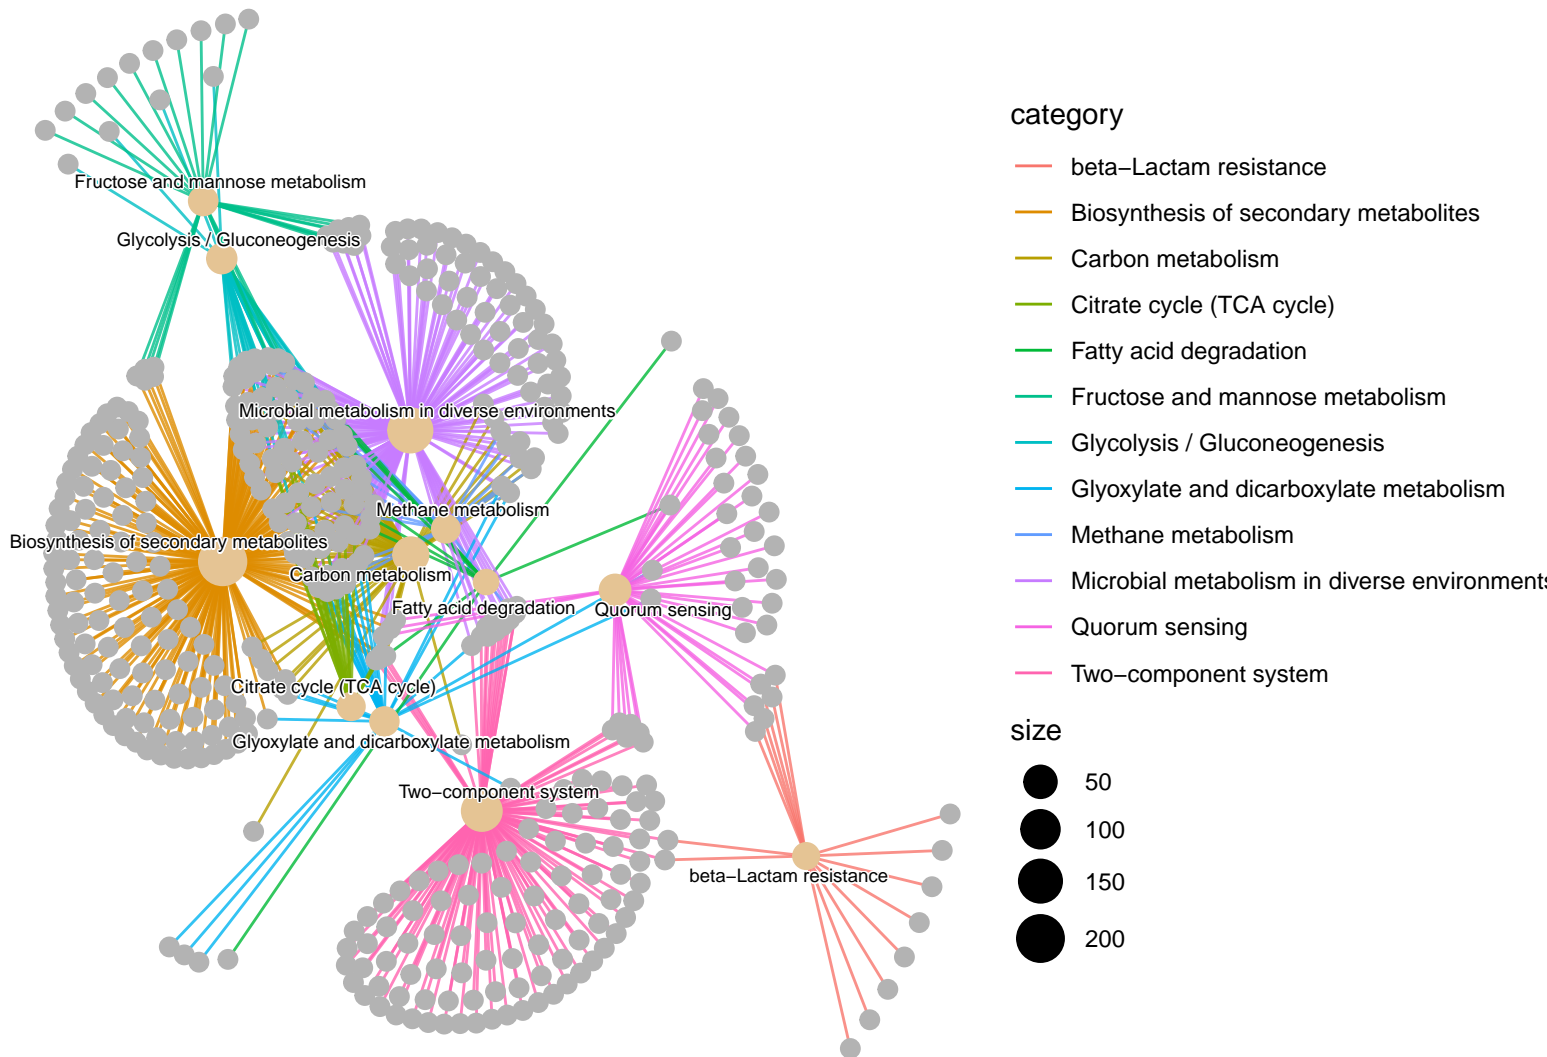 Fructose and mannose metabolism
Glycolysis / Gluconeogenesis
Microbial metabolism in diverse environments
Methane metabolism
Biosynthesis of secondary metabolites
Carbon metabolism
Fatty acid degradation
Quorum sensing
Citrate cycle (TCA cycle)
Glyoxylate and dicarboxylate metabolism
Two−component system
beta−Lactam resistance
category
beta−Lactam resistance
Biosynthesis of secondary metabolites
Carbon metabolism
Citrate cycle (TCA cycle)
Fatty acid degradation
Fructose and mannose metabolism
Glycolysis / Gluconeogenesis
Glyoxylate and dicarboxylate metabolism
Methane metabolism
Microbial metabolism in diverse environments
Quorum sensing
Two−component system
size
50
100
150
200